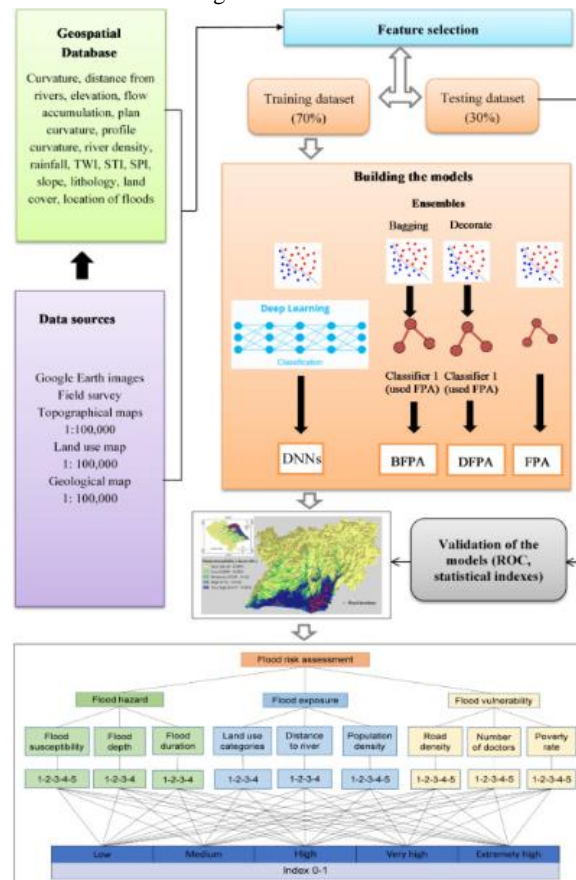 Geospatial
Database
Curvature, distance from
rivers, elevation, flow
accumulation, plan
curvature, profile
curvature, river density,
rainfall, TWI, STI, SPI,
slope, lithology, land
cover, location of floods
Data sources
Google Earth images
Field survey
Topographical maps
1:100,000
Land use map
1: 100,000
Geological map
1: 100,000
Feature selection
Training dataset
(70%)
Testing dataset
(30%)
Building the models
Ensembles
Bagging
Decorate
Deep Learning
Classification
Classifier 1
(used FPA)
Classifier 1
(used FPA)
DNNs
BFPA
DFPA
FPA
Validation of the
models (ROC,
statistical indexes)
Flood risk assessment
Flood hazard
Flood exposure
Flood vulnerability
Flood
susceptibility
Flood
depth
Flood
duration
Land use
categories
Distance
to river
Population
density
Road
density
Number
of doctors
Poverty
rate
1-2-3-4-5
1-2-3-4
1-2-3-4
1-2-3-4
1-2-3-4
1-2-3-4-5
1-2-3-4-5
1-2-3-4-5
1-2-3-4-5
Low
Medium
High
Very high
Extremely high
Index 0-1